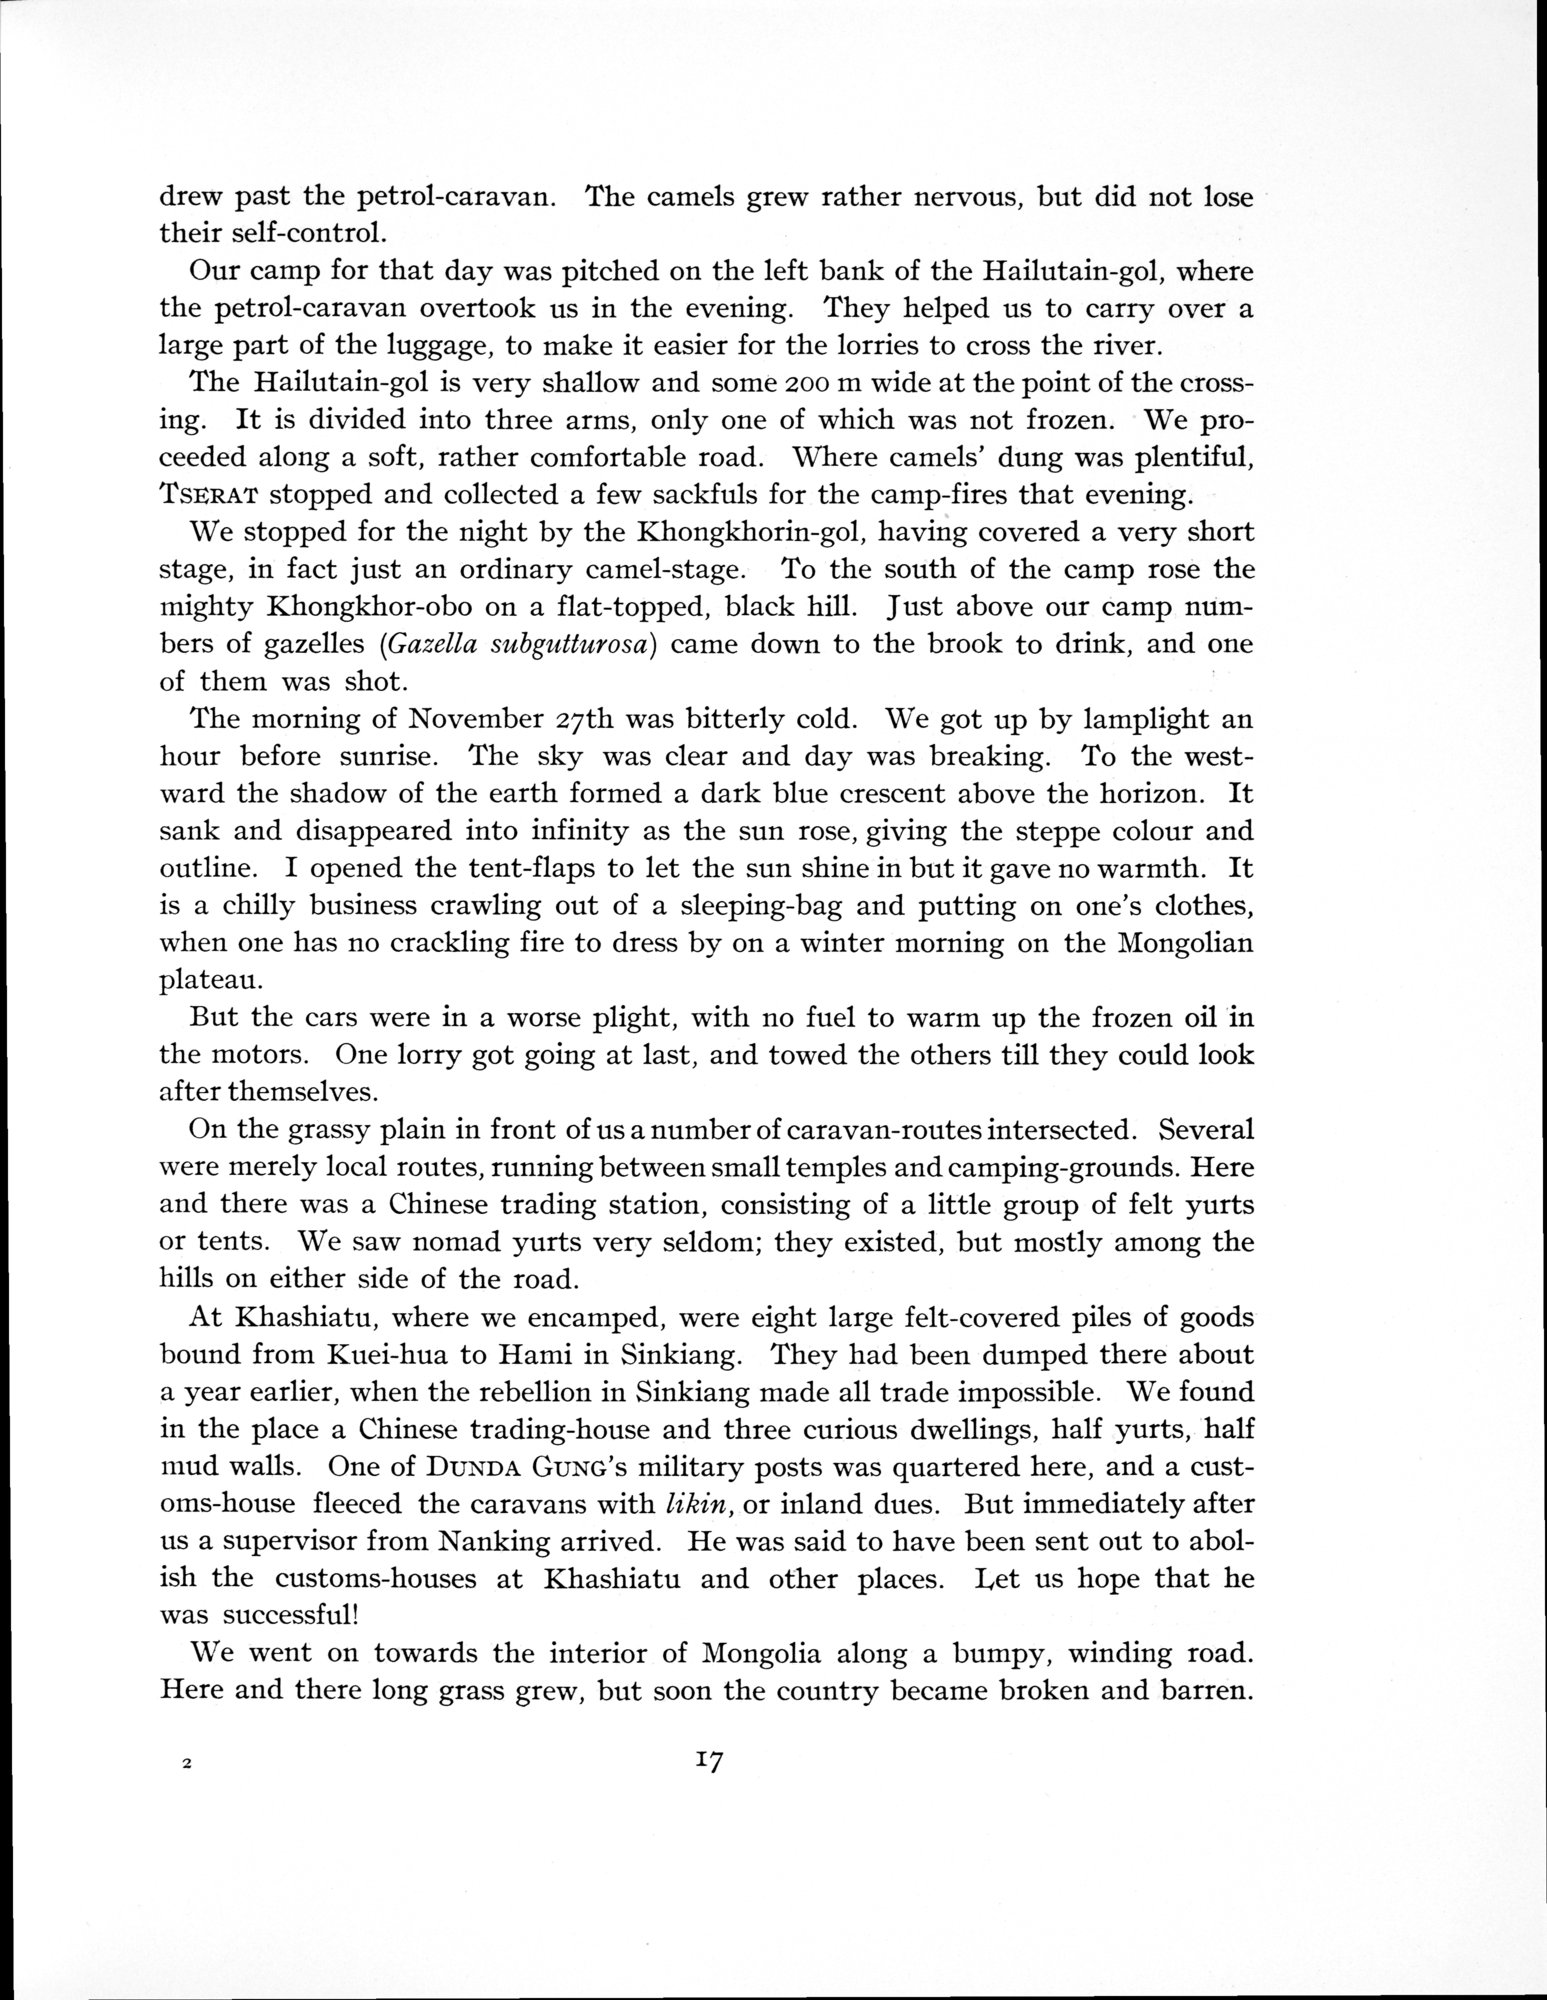 drew past the petrol-caravan. The camels grew rather nervous, but did not lose
their self-control.
Our camp for that day was pitched on the left bank of the Hailutain-gol, where
the petrol-caravan overtook us in the evening. They helped us to carry over a
large part of the luggage, to make it easier for the lorries to cross the river.
The Hailutain-gol is very shallow and some 200 m wide at the point of the cross-
ing. It is divided into three arms, only one of which was not frozen. We pro-
ceeded along a soft, rather comfortable road. Where camels' dung was plentiful,
TSERAT stopped and collected a few sackfuls for the camp-fires that evening.
We stopped for the night by the Khongkhorin-gol, having covered a very short
stage, in fact just an ordinary camel-stage. To the south of the camp rose the
mighty Khongkhor-obo on a flat-topped, black hill. Just above our camp num-
bers of gazelles (Gazella subgutturosa) came down to the brook to drink, and one
of them was shot.
The morning of November 27th was bitterly cold. We got up by lamplight an
hour before sunrise. The sky was clear and day was breaking. To the west-
ward the shadow of the earth formed a dark blue crescent above the horizon. It
sank and disappeared into infinity as the sun rose, giving the steppe colour and
outline. I opened the tent-flaps to let the sun shine in but it gave no warmth. It
is a chilly business crawling out of a sleeping-bag and putting on one's clothes,
when one has no crackling fire to dress by on a winter morning on the Mongolian
plateau.
But the cars were in a worse plight, with no fuel to warm up the frozen oil in
the motors. One lorry got going at last, and towed the others till they could look
after themselves.
On the grassy plain in front of us a number of caravan-routes intersected. Several
were merely local routes, running between small temples and camping-grounds. Here
and there was a Chinese trading station, consisting of a little group of felt yurts
or tents. We saw nomad yurts very seldom; they existed, but mostly among the
hills on either side of the road.
At Khashiatu, where we encamped, were eight large felt-covered piles of goods
bound from Kuei-hua to Hami in Sinkiang. They had been dumped there about
a year earlier, when the rebellion in Sinkiang made all trade impossible. We found
in the place a Chinese trading-house and three curious dwellings, half yurts, half
mud walls. One of DUNDA GUNG's military posts was quartered here, and a cust-
oms-house fleeced the caravans with likin, or inland dues. But immediately after
us a supervisor from Nanking arrived. He was said to have been sent out to abol-
ish the customs-houses at Khashiatu and other places. Let us hope that he
was successful!
We went on towards the interior of Mongolia along a bumpy, winding road.
Here and there long grass grew, but soon the country became broken and barren.
2
17